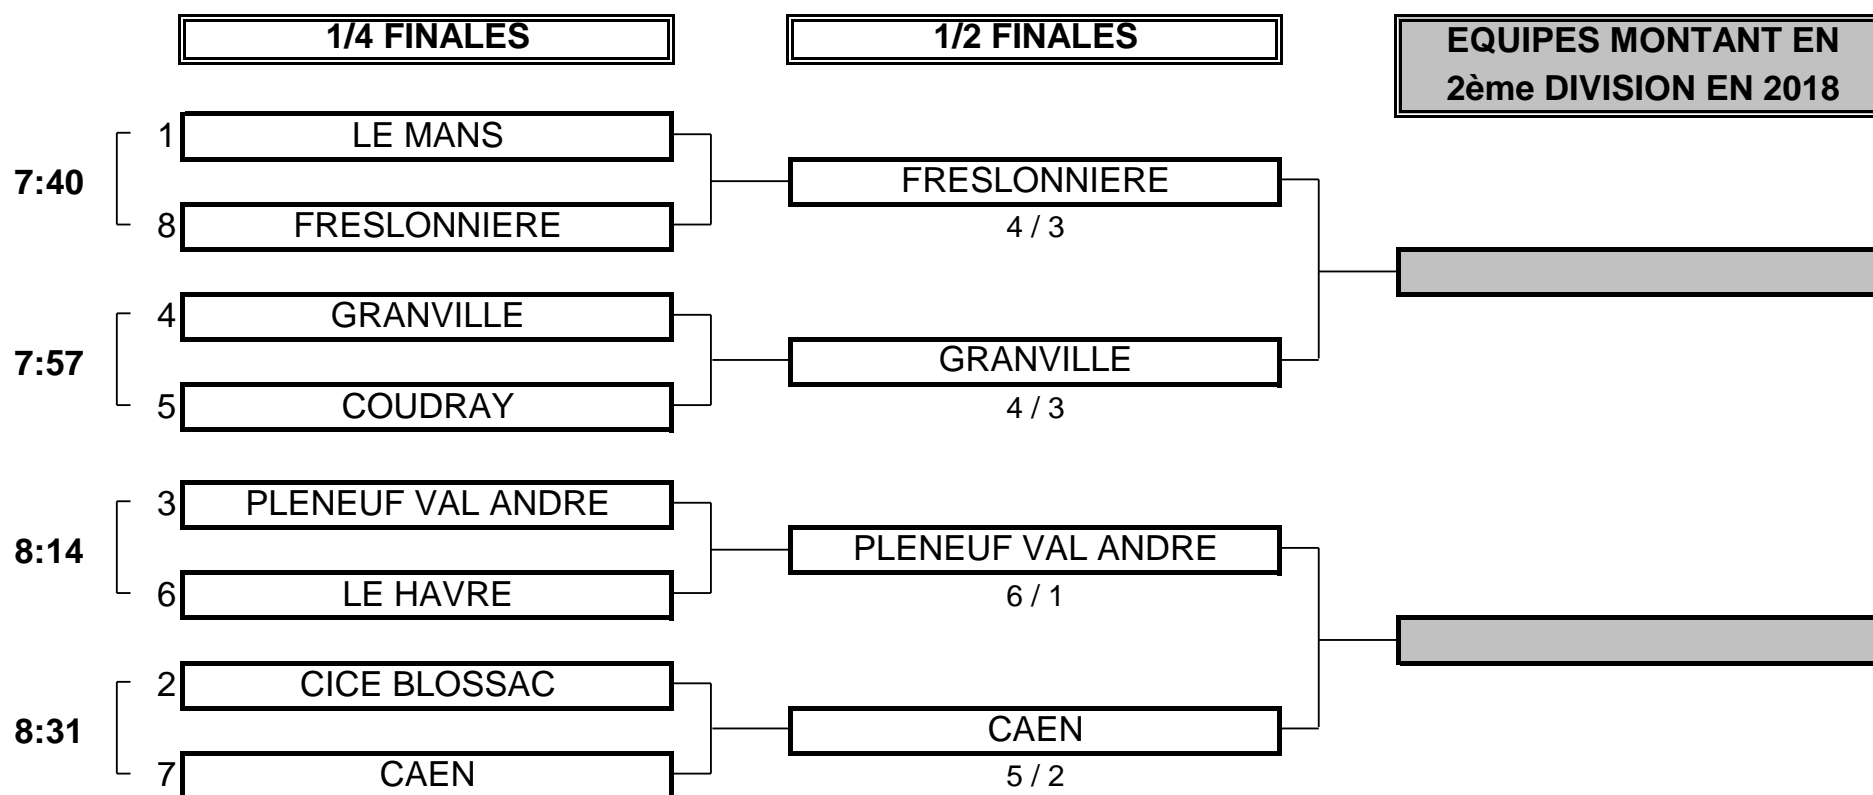 1/4 FINALES
1/2 FINALES
EQUIPES MONTANT EN
2ème DIVISION EN 2018
1 LE MANS
7:40
FRESLONNIERE
8 FRESLONNIERE
4 / 3
4 GRANVILLE
7:57
GRANVILLE
5 COUDRAY
4 / 3
3 PLENEUF VAL ANDRE
8:14
PLENEUF VAL ANDRE
6 LE HAVRE
6 / 1
2 CICE BLOSSAC
8:31
CAEN
7 CAEN
5 / 2